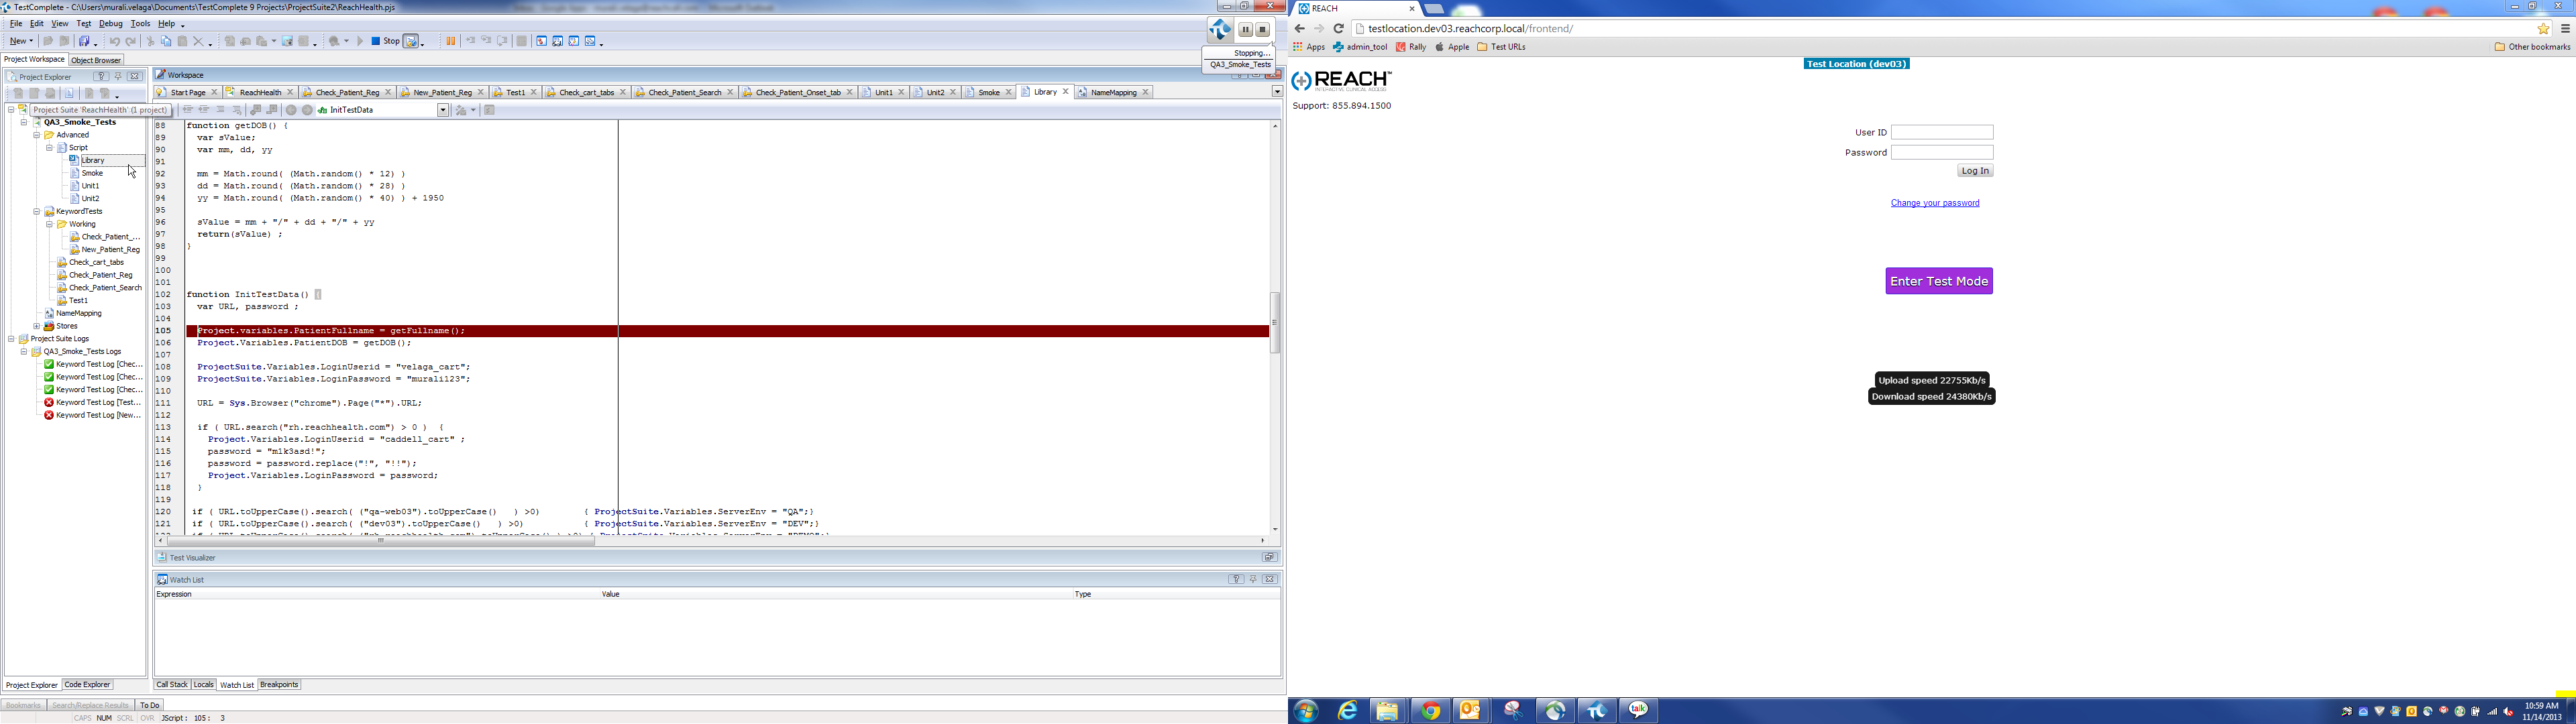 TestComplete - C:\Users\murali.velaga\Documents\TestComplete 9 Projects\ProjectSuite2\ReachHealth.pjs
File Edit View Test Debug Tools Help
New Stop
Project Workspace Object Browser
Stopping...
QA3_Smoke_Tests
Project Explorer
Project Suite 'ReachHealth' (1 project)
QA3_Smoke_Tests
Advanced
Script
Library
Smoke
Unit1
Unit2
KeywordTests
Working
Check_Patient_...
New_Patient_Reg
Check_cart_tabs
Check_Patient_Reg
Check_Patient_Search
Test1
NameMapping
Stores
Project Suite Logs
QA3_Smoke_Tests Logs
Keyword Test Log [Chec...
Keyword Test Log [Chec...
Keyword Test Log [Chec...
Keyword Test Log [Test...
Keyword Test Log [New...
Project Explorer Code Explorer
Workspace
Start Page ReachHealth Check_Patient_Reg New_Patient_Reg Test1 Check_cart_tabs Check_Patient_Search Check_Patient_Onset_tab Unit1 Unit2 Smoke Library NameMapping
InitTestData
88 function getDOB() {
89 var sValue;
90 var mm, dd, yy
91
92 mm = Math.round( (Math.random() * 12) )
93 dd = Math.round( (Math.random() * 28) )
94 yy = Math.round( (Math.random() * 40) ) + 1950
95
96 sValue = mm + "/" + dd + "/" + yy
97 return(sValue) ;
98 }
99
100
101
102 function InitTestData() {
103 var URL, password ;
104
105 Project.variables.PatientFullname = getFullname();
106 Project.Variables.PatientDOB = getDOB();
107
108 ProjectSuite.Variables.LoginUserid = "velaga_cart";
109 ProjectSuite.Variables.LoginPassword = "murali123";
110
111 URL = Sys.Browser("chrome").Page("*").URL;
112
113 if ( URL.search("rh.reachhealth.com") > 0 ) {
114 Project.Variables.LoginUserid = "caddell_cart" ;
115 password = "m1k3asd!";
116 password = password.replace("!", "!!");
117 Project.Variables.LoginPassword = password;
118 }
119
120 if ( URL.toUpperCase().search( ("qa-web03").toUpperCase() ) >0) { ProjectSuite.Variables.ServerEnv = "QA";}
121 if ( URL.toUpperCase().search( ("dev03").toUpperCase() ) >0) { ProjectSuite.Variables.ServerEnv = "DEV";}
Test Visualizer
Watch List
Expression Value Type
Call Stack Locals Watch List Breakpoints
Bookmarks Search/Replace Results To Do
CAPS NUM SCRL OVR JScript : 105 : 3
REACH
testlocation.dev03.reachcorp.local/frontend/
Apps admin_tool Rally Apple Test URLs Other bookmarks
Test Location (dev03)
REACH™
INTERACTIVE CLINICAL ACCESS
Support: 855.894.1500
User ID
Password
Log In
Change your password
Enter Test Mode
Upload speed 22755Kb/s
Download speed 24380Kb/s
talk
10:59 AM
11/14/2013